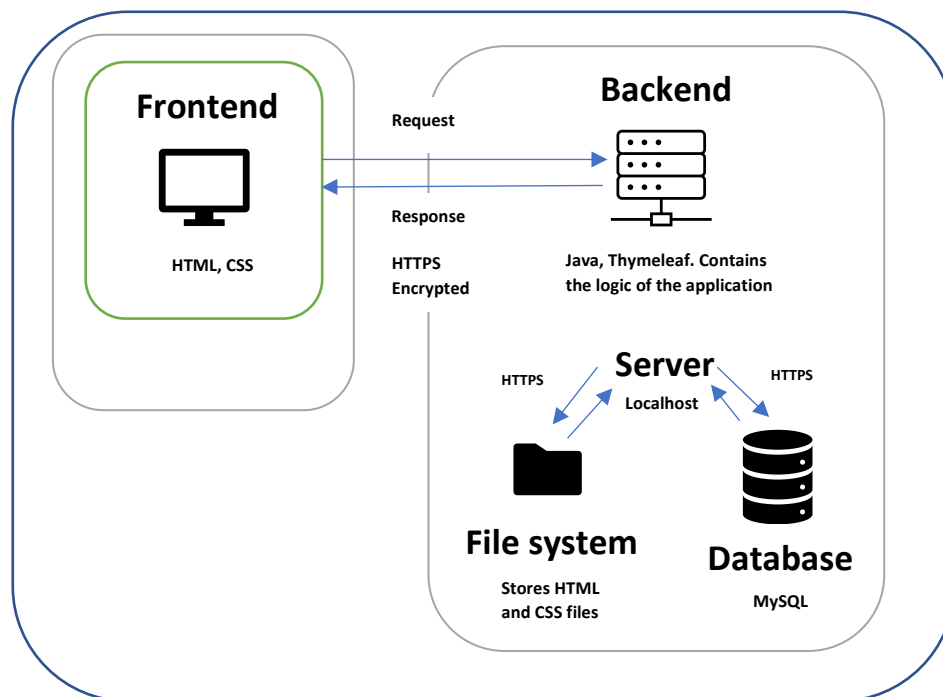 Frontend
HTML, CSS
Request
Response
HTTPS
Encrypted
Backend
Java, Thymeleaf. Contains
the logic of the application
Server
Localhost
HTTPS
HTTPS
File system
Stores HTML
and CSS files
Database
MySQL